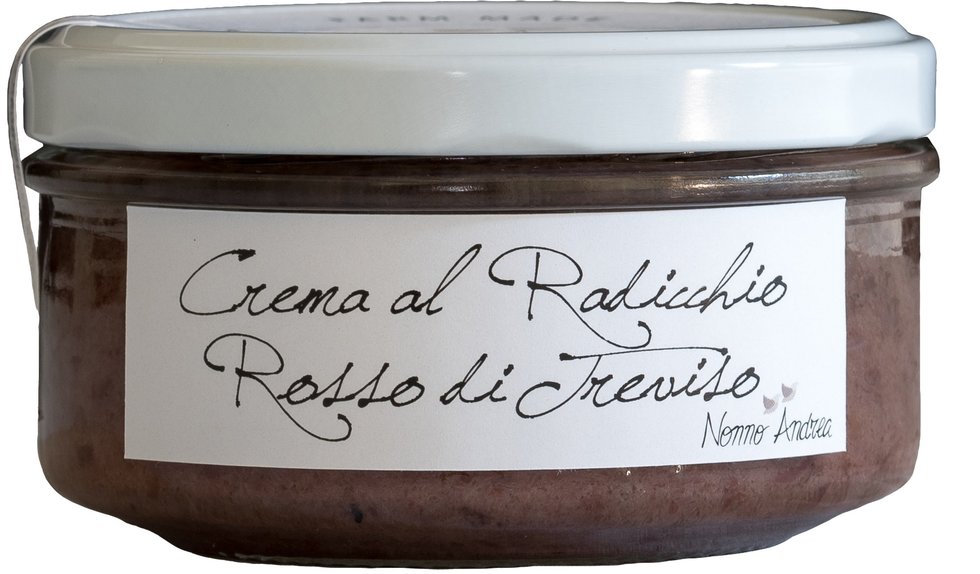 Crema al Radicchio
Rosso di Treviso
Nonno Andrea